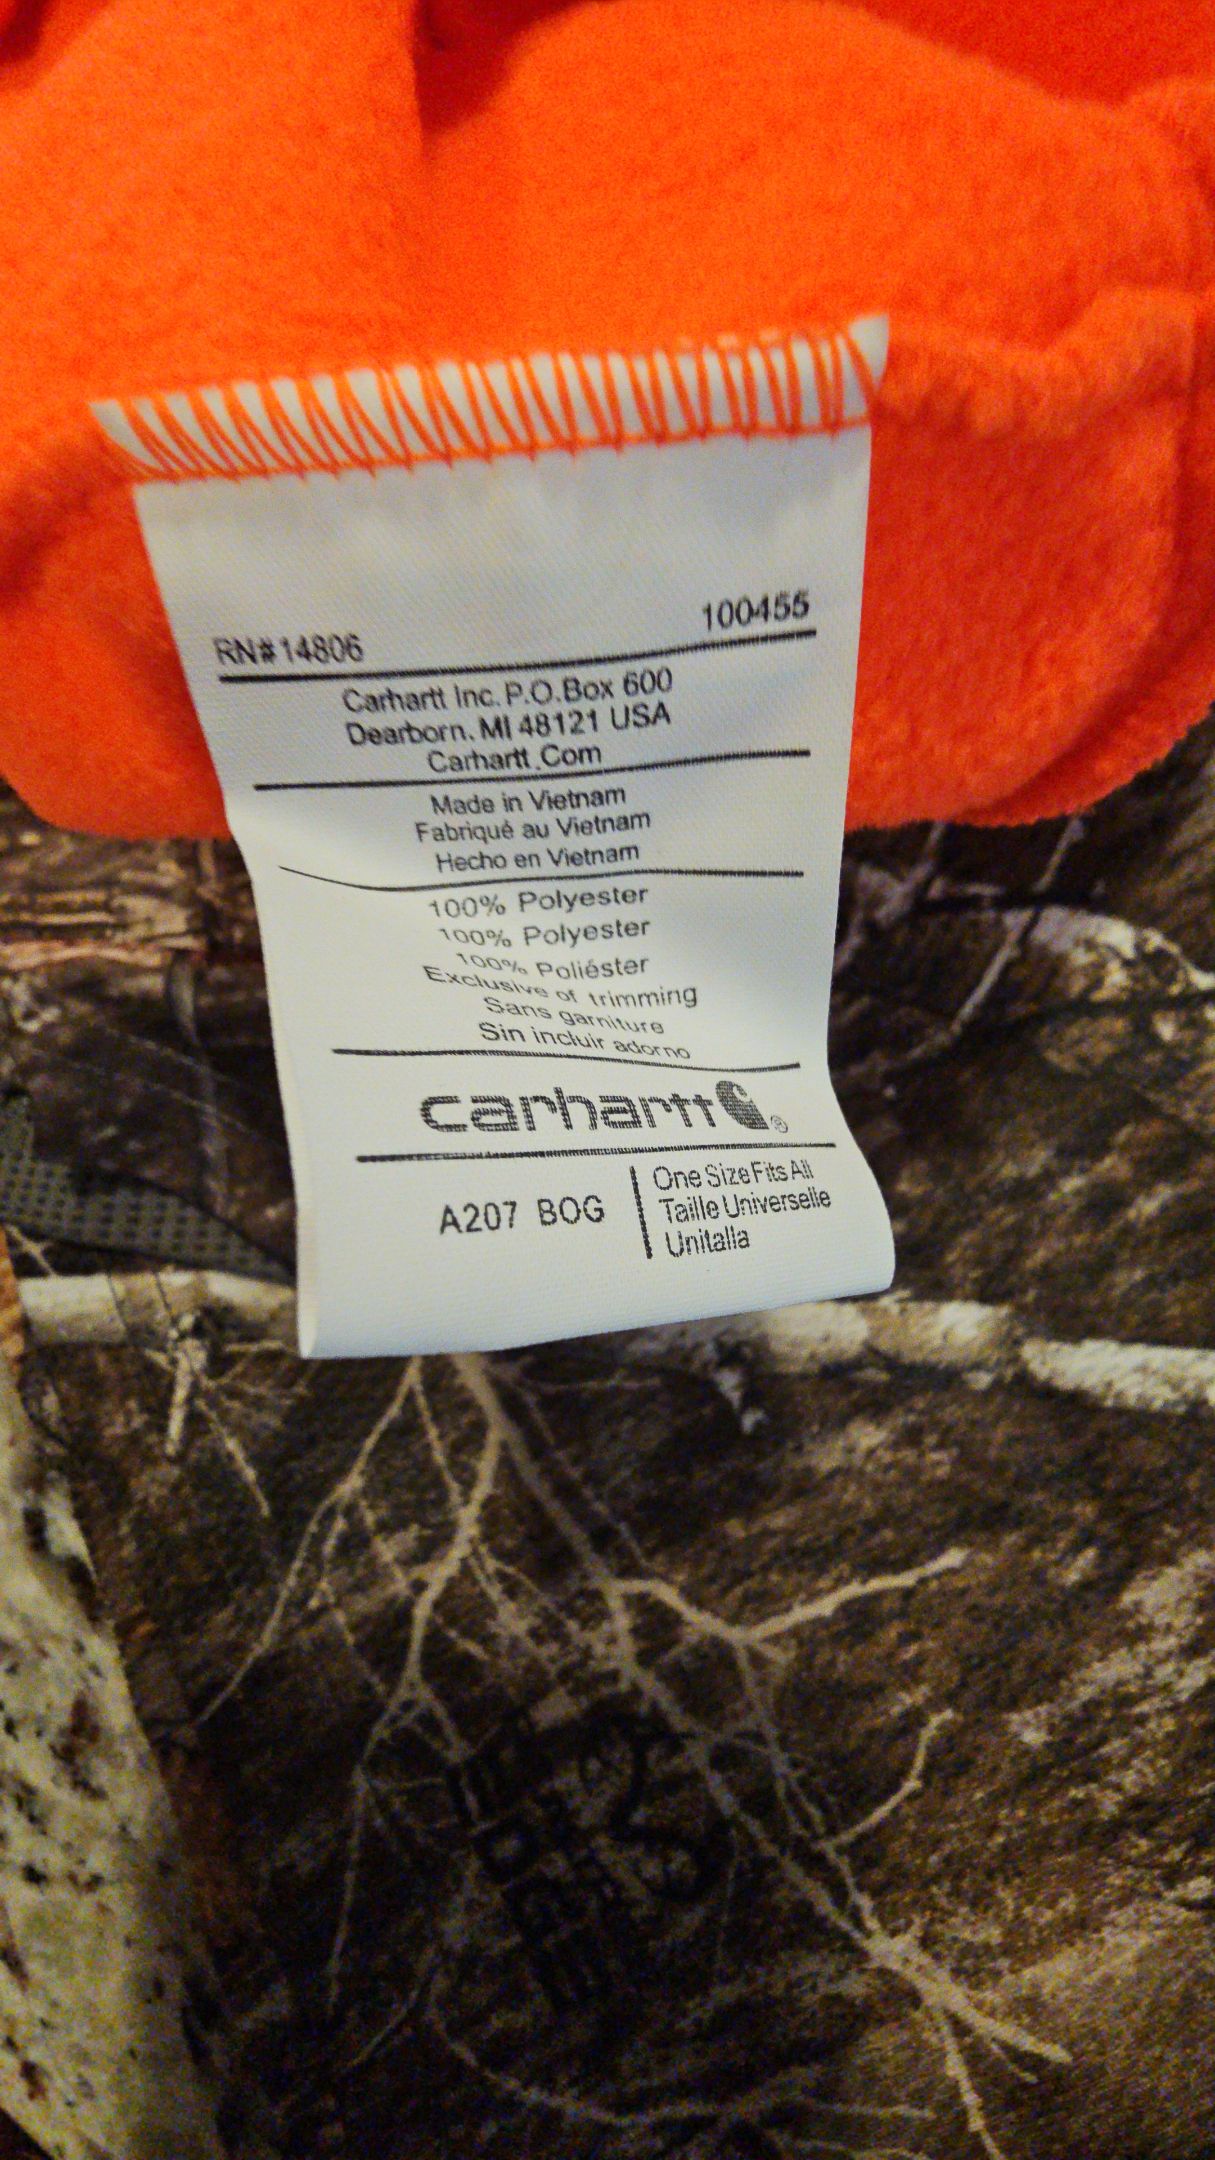 RN#14806 100455
Carhartt Inc. P.O.Box 600
Dearborn. MI 48121 USA
Carhartt.Com
Made in Vietnam
Fabriqué au Vietnam
Hecho en Vietnam
100% Polyester
100% Polyester
100% Poliéster
Exclusive of trimming
Sans garniture
Sin incluir adorno
carhartt ®
A207 BOG
One Size Fits All
Taille Universelle
Unitalla